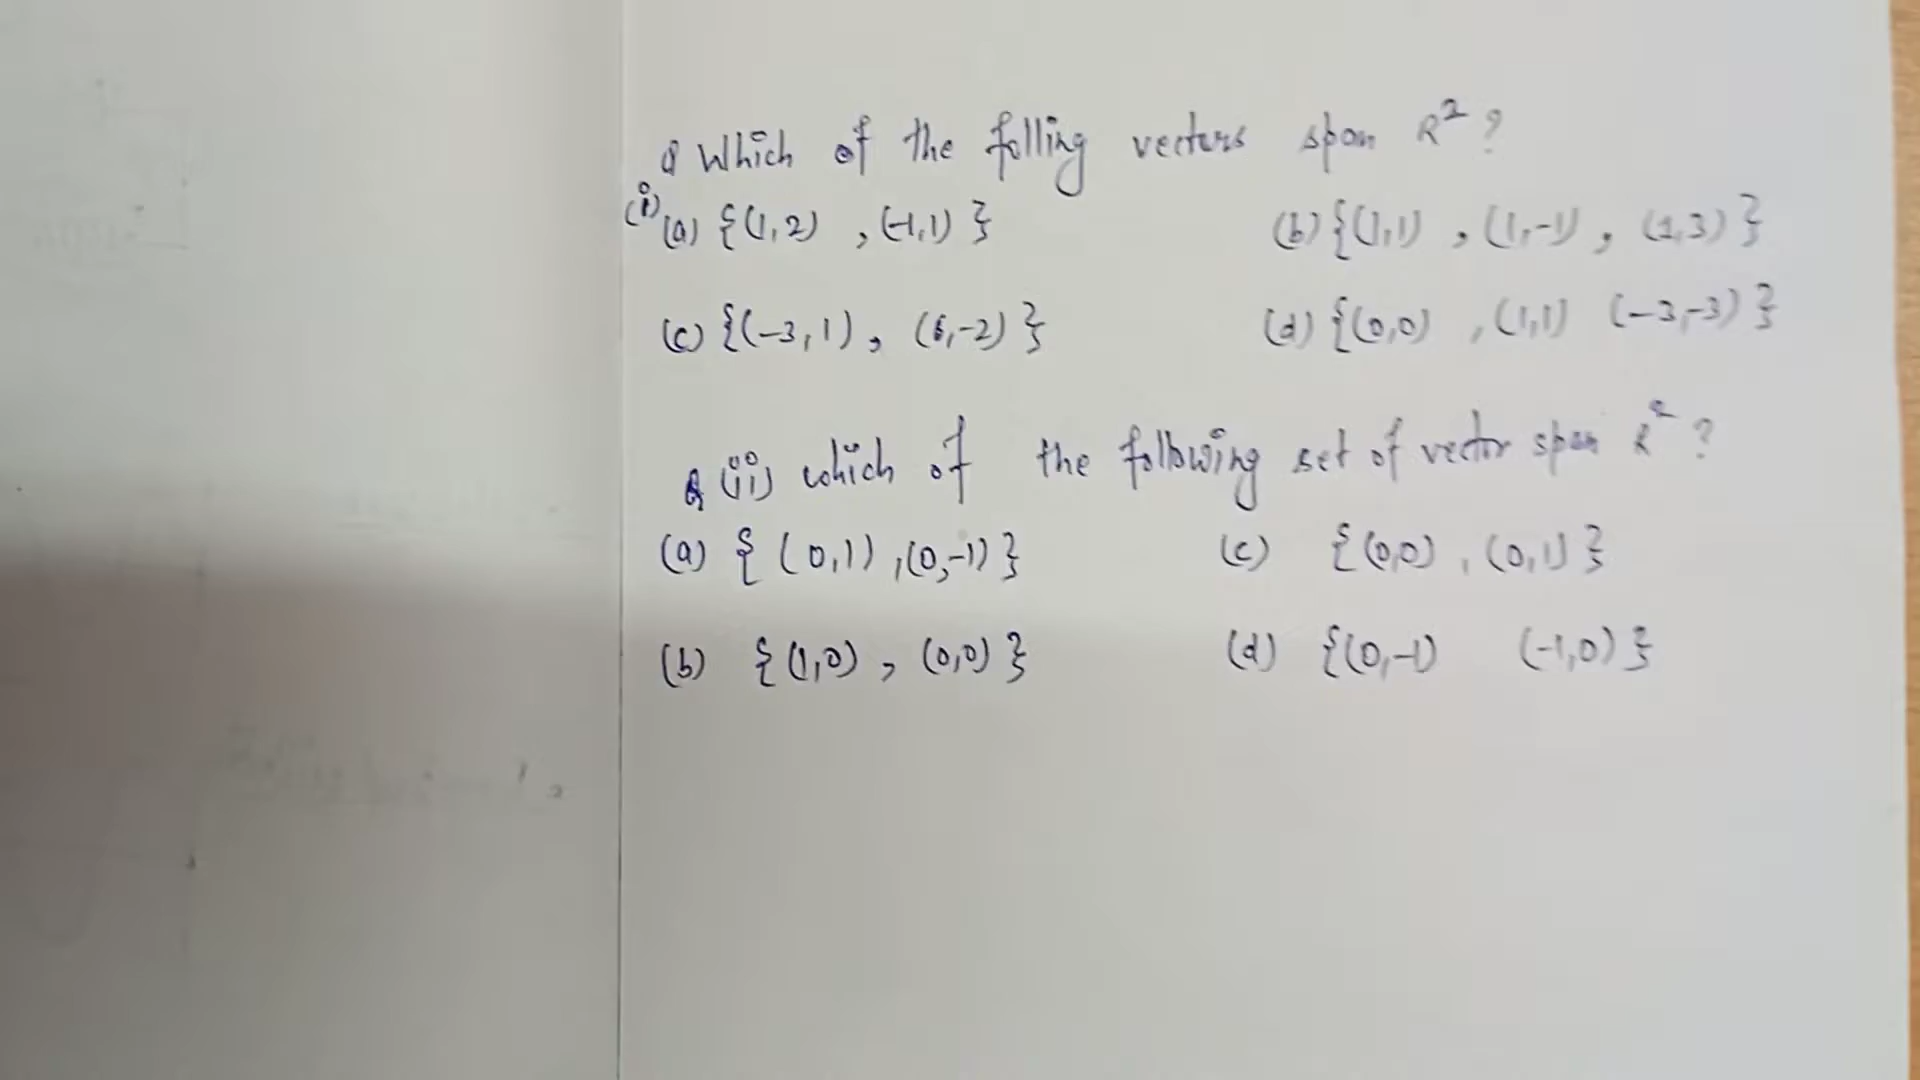 Q Which of the folling vectors span R² ?
(i) (a) {(1,2) , (-1,1) } (b) {(1,1) , (1,-1) , (1,3) }
(c) {(-3,1) , (6,-2) } (d) {(0,0) , (1,1) (-3,-3) }
Q (ii) which of the following set of vector span R² ?
(a) { (0,1) , (0,-1) } (c) {(0,0) , (0,1) }
(b) { (1,0) , (0,0) } (d) {(0,-1) (-1,0) }